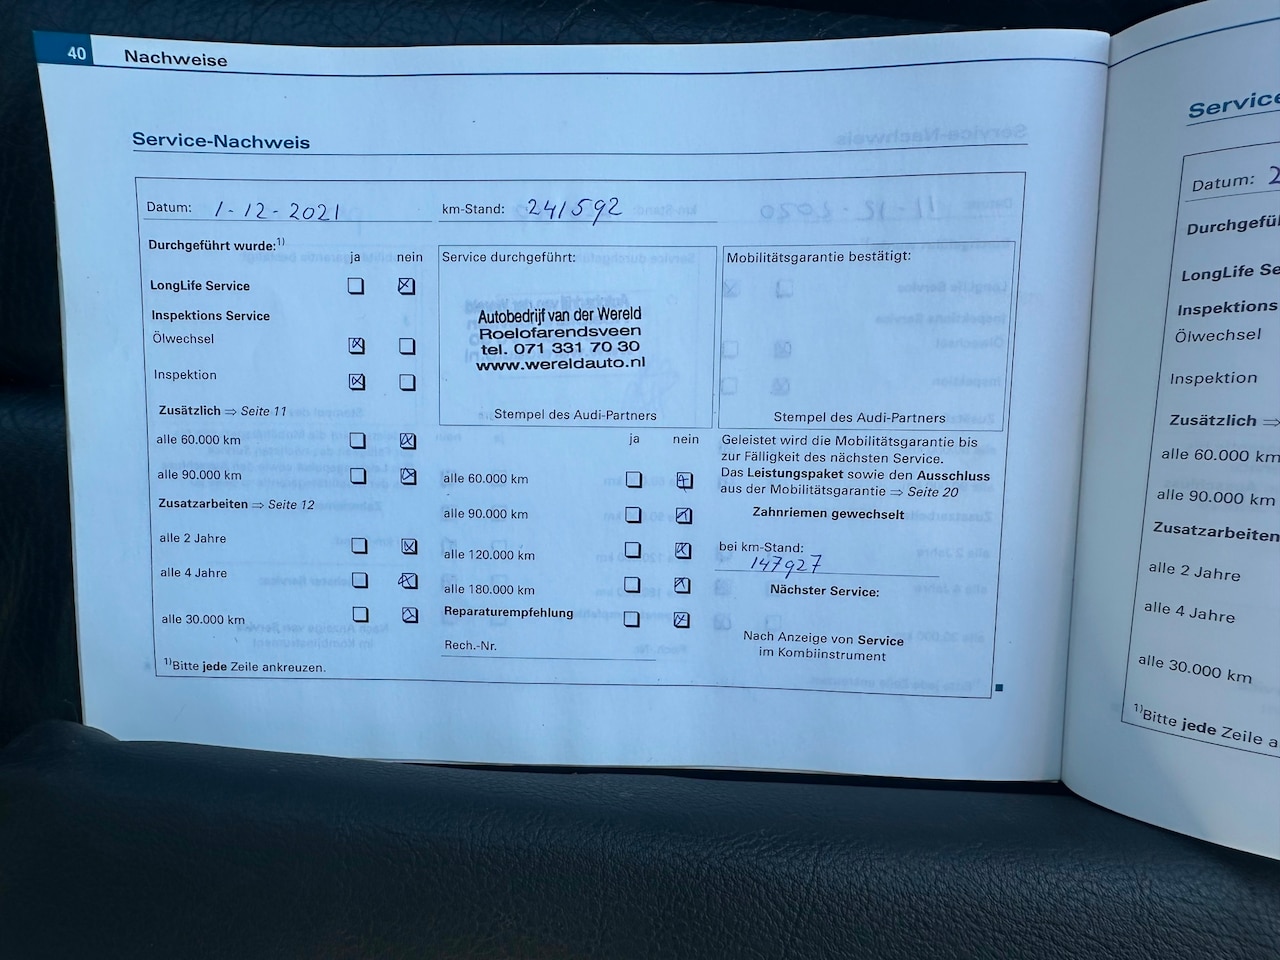 40 Nachweise
Service-Nachweis
Datum: 1-12-2021 km-Stand: 241592
Durchgeführt wurde:1)
ja nein
LongLife Service
Inspektions Service
Ölwechsel
Inspektion
Zusätzlich ⇒ Seite 11
alle 60.000 km
alle 90.000 km
Zusatzarbeiten ⇒ Seite 12
alle 2 Jahre
alle 4 Jahre
alle 30.000 km
1)Bitte jede Zeile ankreuzen.
Service durchgeführt:
Autobedrijf van der Wereld
Roelofarendsveen
tel. 071 331 70 30
www.wereldauto.nl
Stempel des Audi-Partners
ja nein
alle 60.000 km
alle 90.000 km
alle 120.000 km
alle 180.000 km
Reparaturempfehlung
Rech.-Nr.
Mobilitätsgarantie bestätigt:
Stempel des Audi-Partners
Geleistet wird die Mobilitätsgarantie bis
zur Fälligkeit des nächsten Service.
Das Leistungspaket sowie den Ausschluss
aus der Mobilitätsgarantie ⇒ Seite 20
Zahnriemen gewechselt
bei km-Stand:
147927
Nächster Service:
Nach Anzeige von Service
im Kombiinstrument
Service
Datum: 2
LongLife Se
Inspektions
Ölwechsel
Inspektion
Zusätzlich ⇒
alle 60.000 km
alle 90.000 km
Zusatzarbeiten
alle 2 Jahre
alle 4 Jahre
alle 30.000 km
1)Bitte jede Zeile a